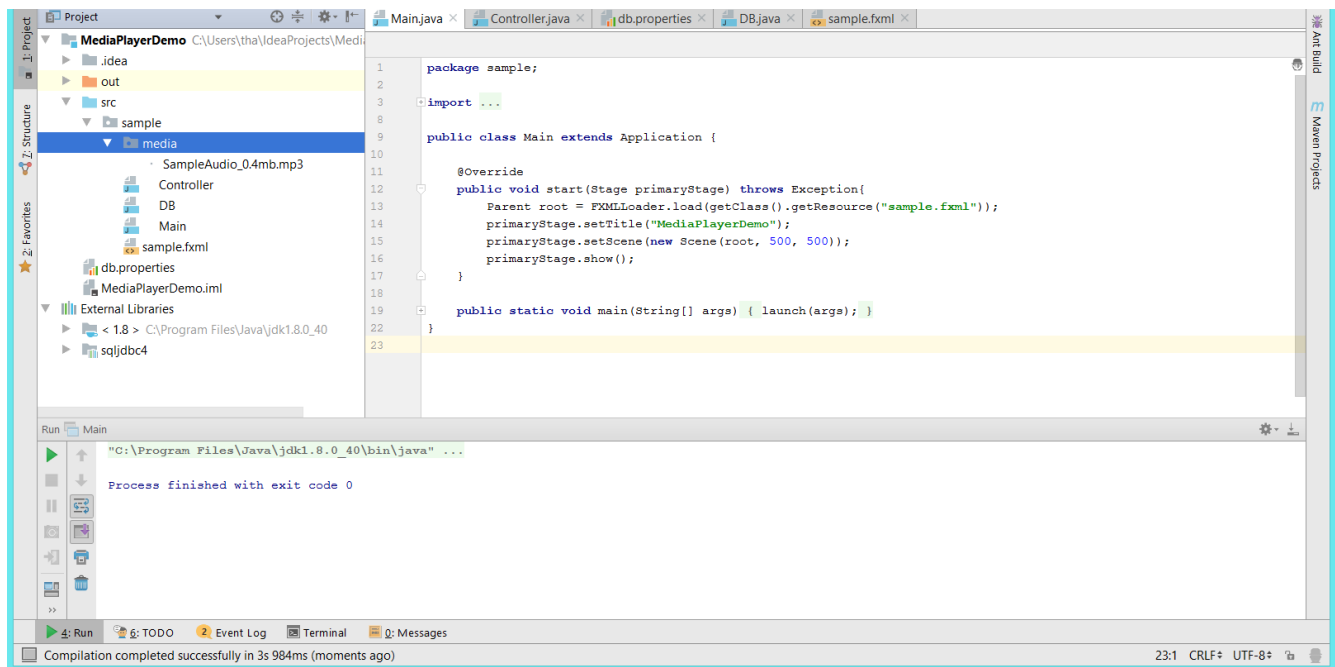 Project
Main.java
Controller.java
db.properties
DB.java
sample.fxml
1: Project
7: Structure
2: Favorites
MediaPlayerDemo C:\Users\tha\IdeaProjects\Medi
.idea
out
src
sample
media
SampleAudio_0.4mb.mp3
Controller
DB
Main
sample.fxml
db.properties
MediaPlayerDemo.iml
External Libraries
< 1.8 > C:\Program Files\Java\jdk1.8.0_40
sqljdbc4
1 package sample;
2
3 import ...
8
9 public class Main extends Application {
10
11 @Override
12 public void start(Stage primaryStage) throws Exception{
13 Parent root = FXMLLoader.load(getClass().getResource("sample.fxml"));
14 primaryStage.setTitle("MediaPlayerDemo");
15 primaryStage.setScene(new Scene(root, 500, 500));
16 primaryStage.show();
17 }
18
19 public static void main(String[] args) { launch(args); }
22 }
23
Ant Build
m Maven Projects
Run Main
"C:\Program Files\Java\jdk1.8.0_40\bin\java" ...
Process finished with exit code 0
>>
4: Run
6: TODO
2 Event Log
Terminal
0: Messages
Compilation completed successfully in 3s 984ms (moments ago)
23:1 CRLF UTF-8